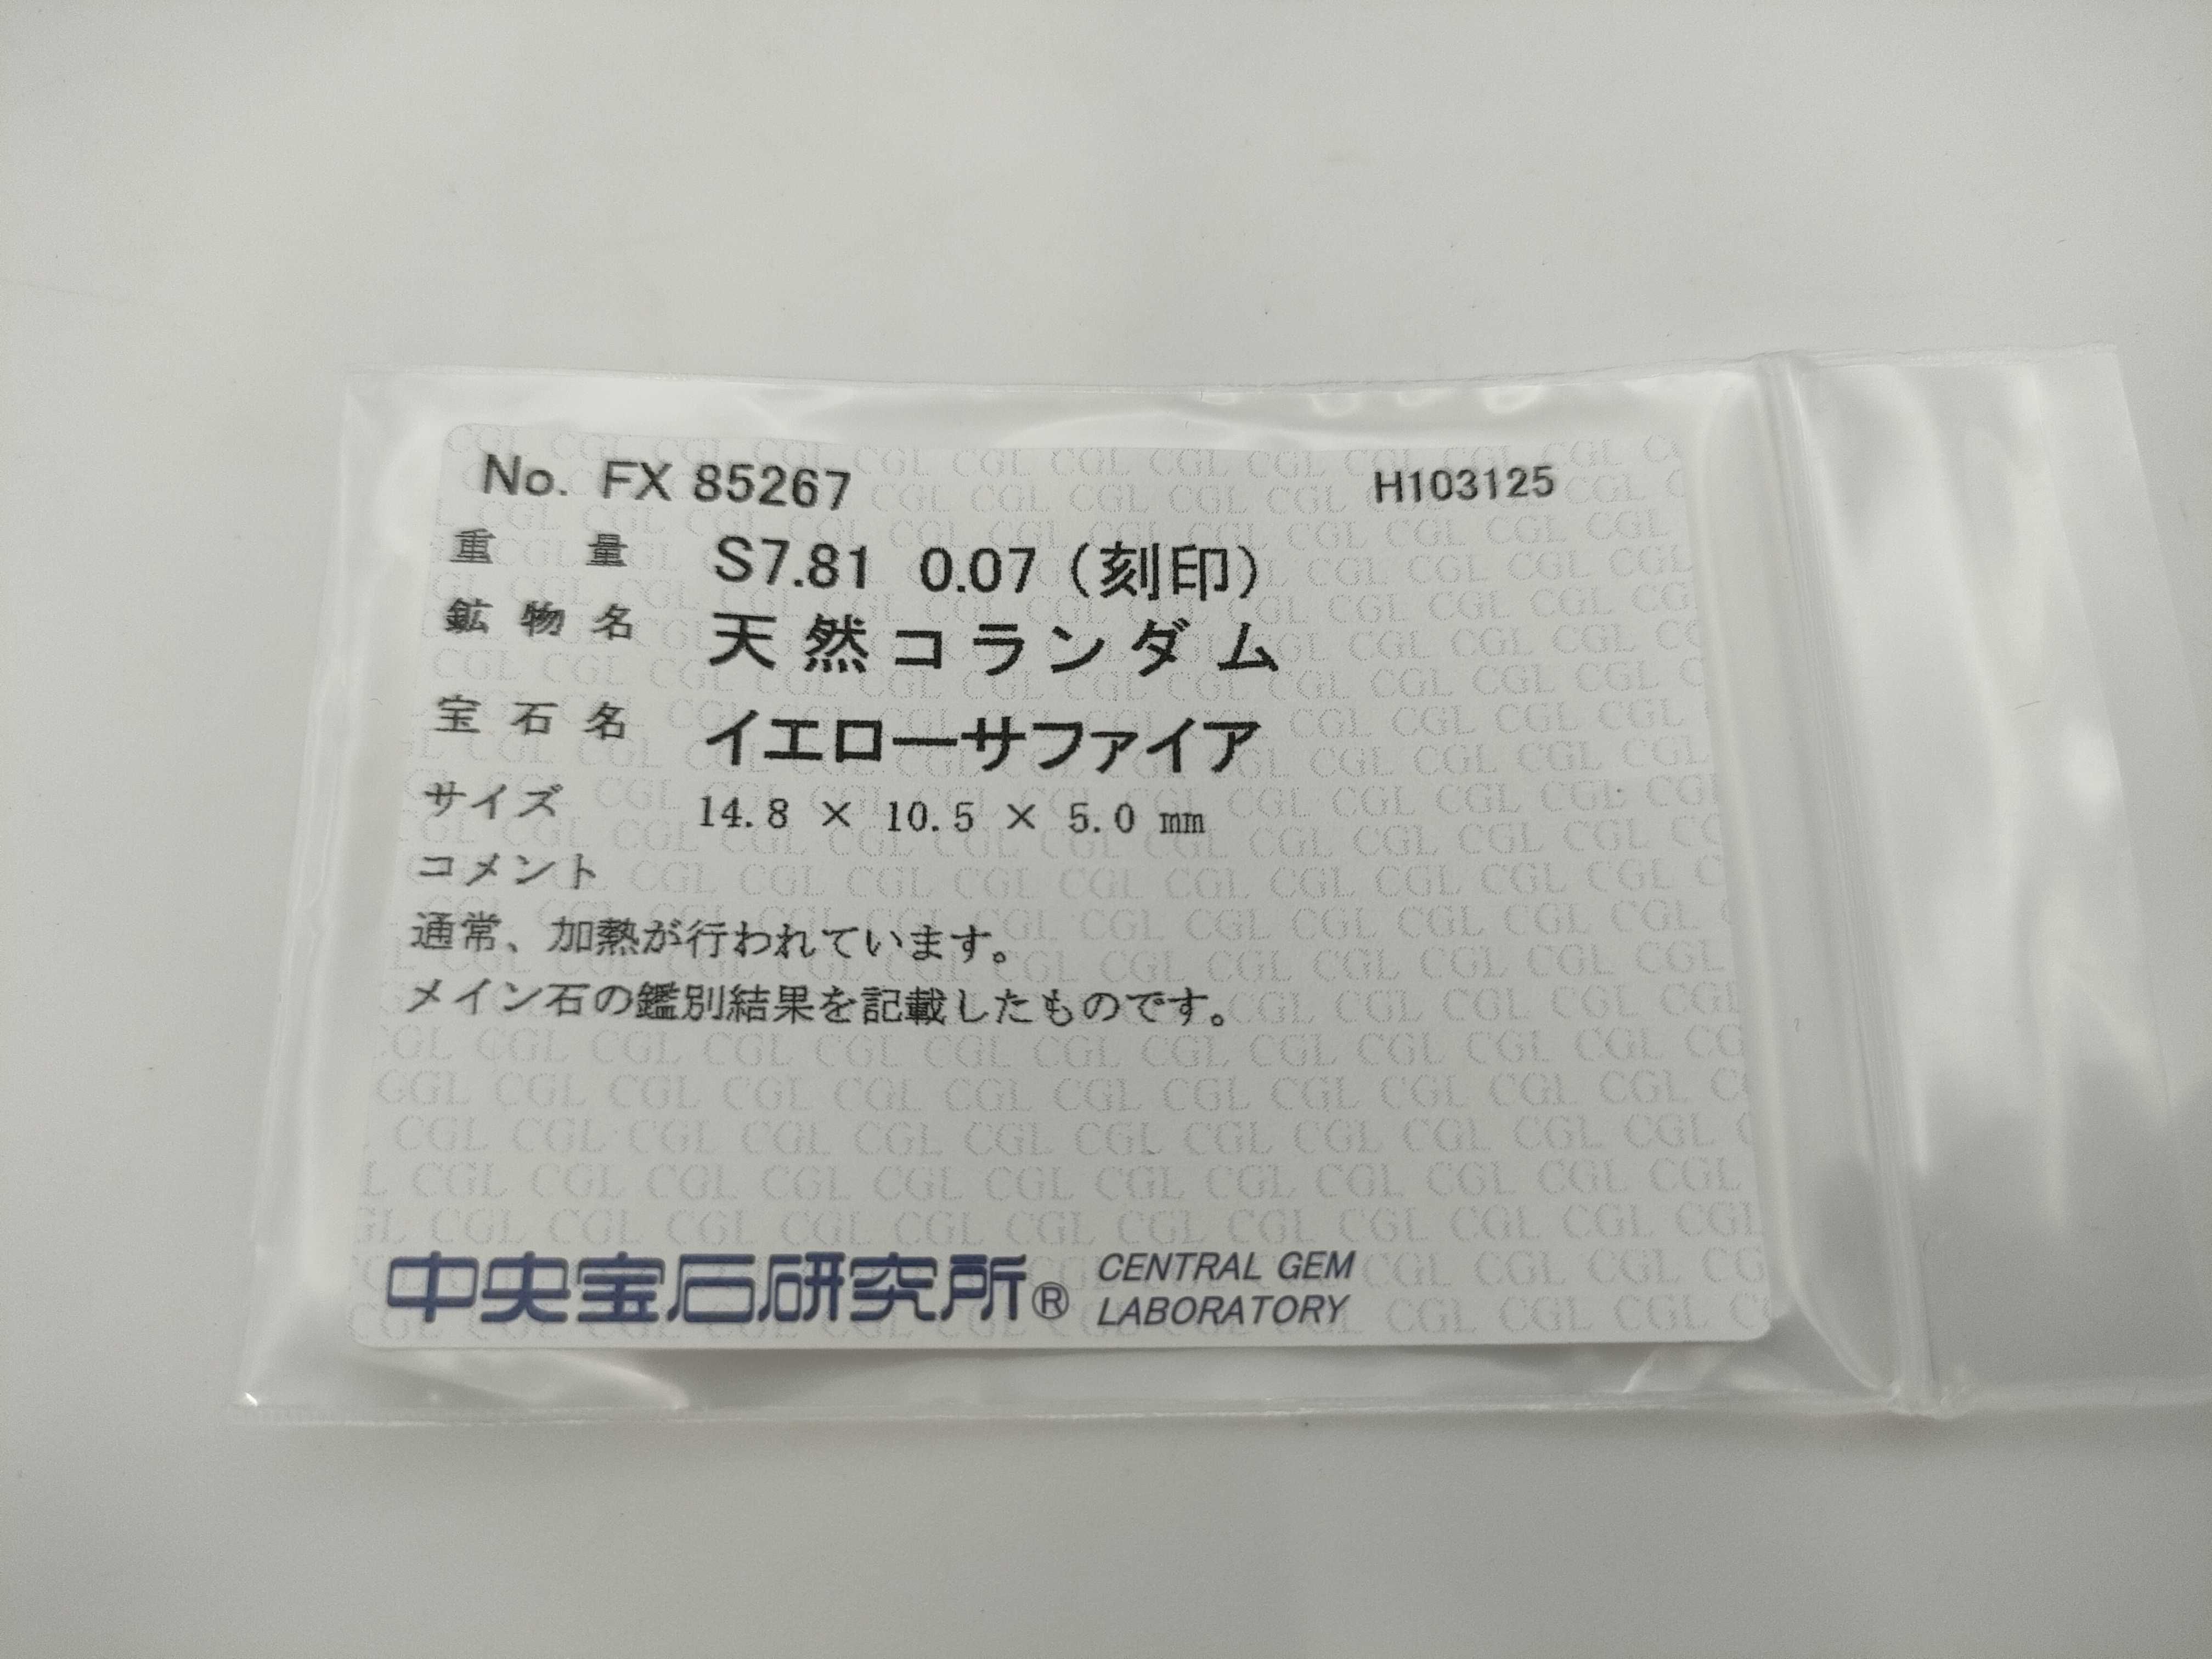 No. FX 85267 H103125
重量 S7.81 0.07（刻印）
鉱物名 天然コランダム
宝石名 イエローサファイア
サイズ 14.8 × 10.5 × 5.0 mm
コメント
通常、加熱が行われています。
メイン石の鑑別結果を記載したものです。
中央宝石研究所® CENTRAL GEM
LABORATORY